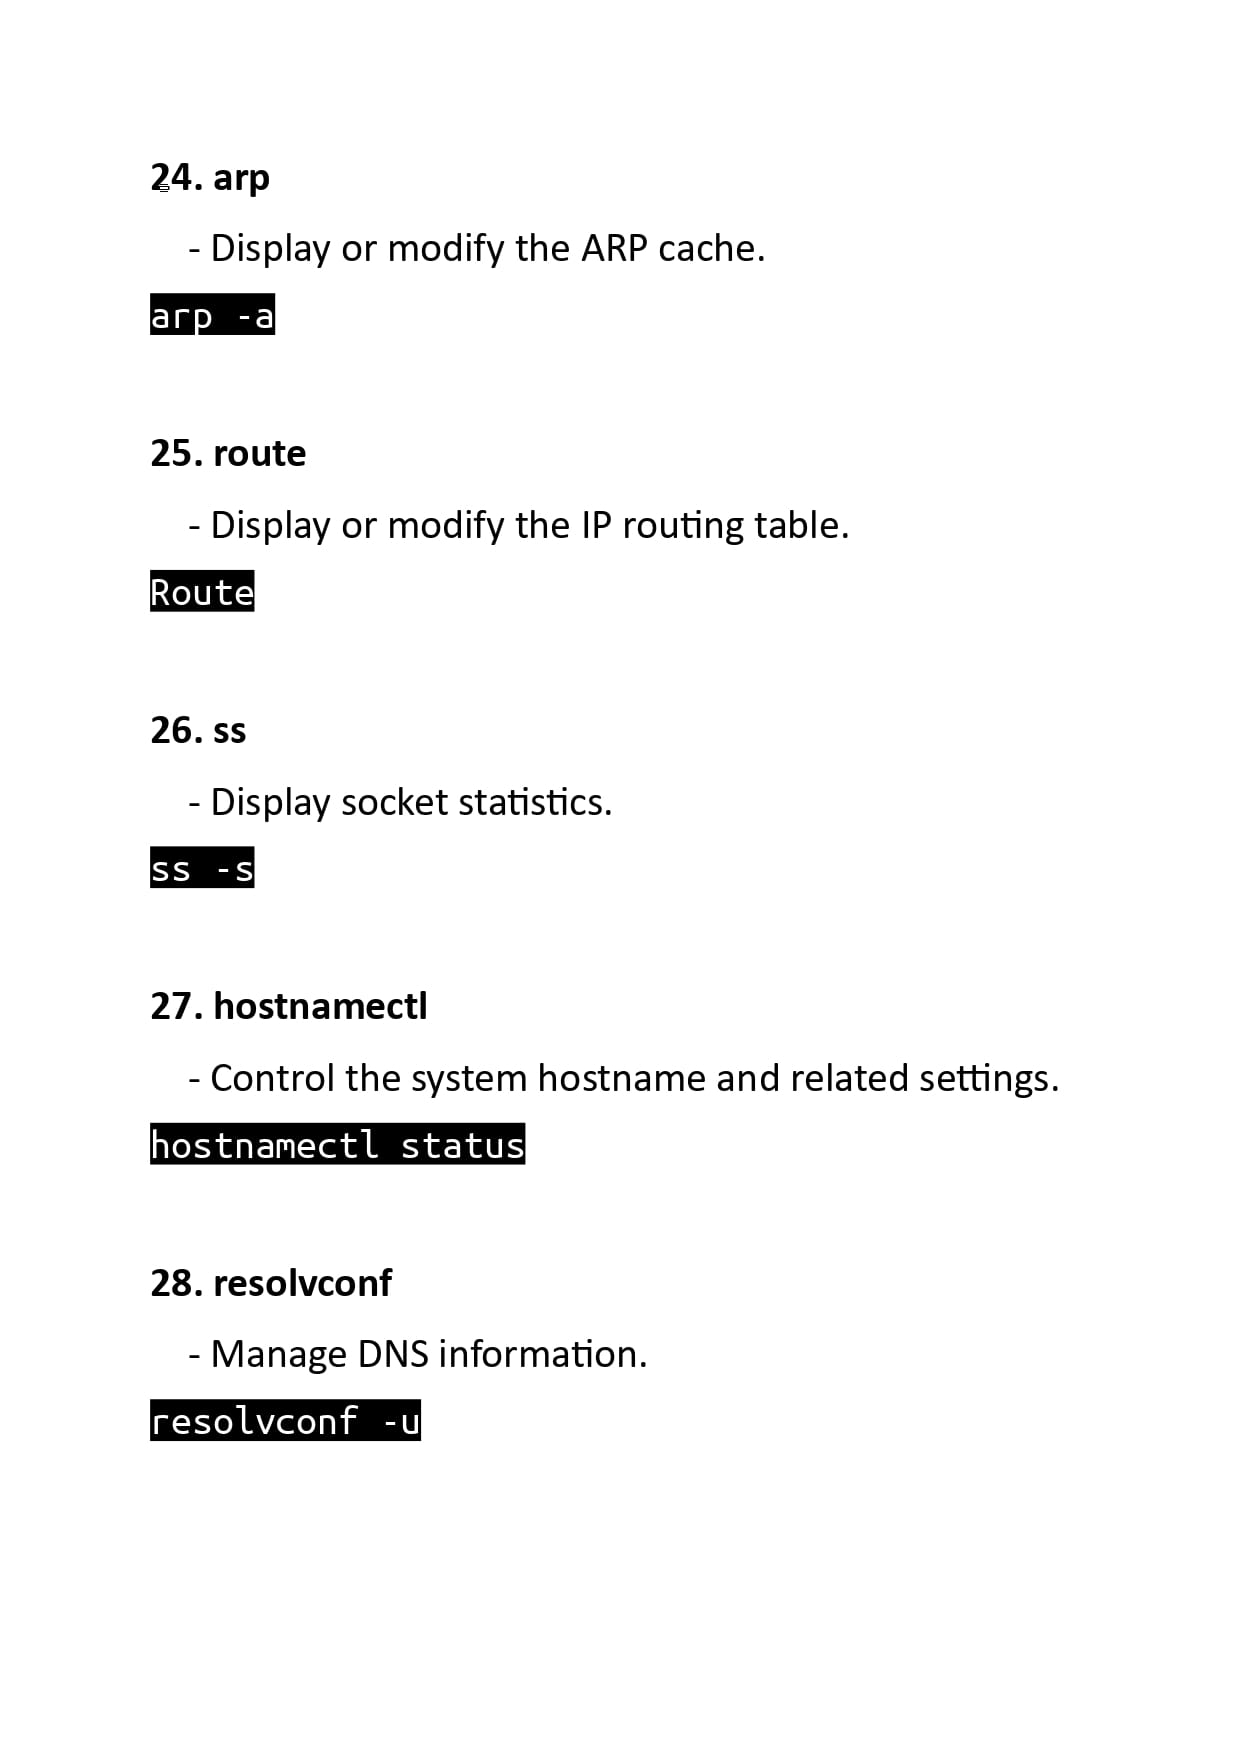 24. arp
- Display or modify the ARP cache.
arp -a
25. route
- Display or modify the IP routing table.
Route
26. ss
- Display socket statistics.
ss -s
27. hostnamectl
- Control the system hostname and related settings.
hostnamectl status
28. resolvconf
- Manage DNS information.
resolvconf -u